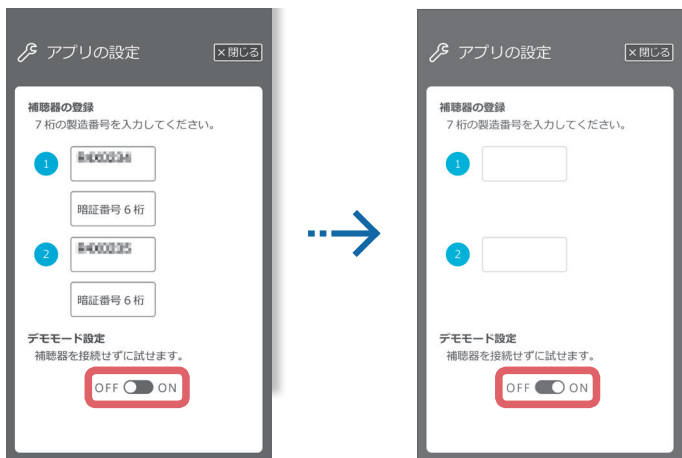 アプリの設定
×閉じる
補聴器の登録
7桁の製造番号を入力してください。
1
暗証番号6桁
2
暗証番号6桁
デモモード設定
補聴器を接続せずに試せます。
OFF ON
アプリの設定
×閉じる
補聴器の登録
7桁の製造番号を入力してください。
1
2
デモモード設定
補聴器を接続せずに試せます。
OFF ON